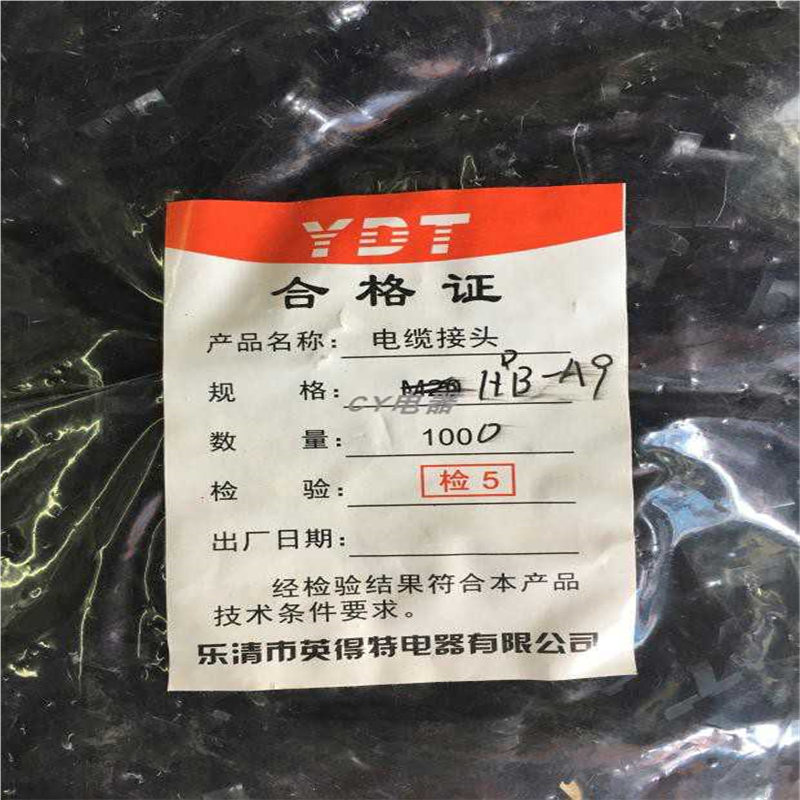 YDT
合格证
产品名称：电缆接头
规格：M20 HPB-A9
CY电器
数量：1000
检验：检5
出厂日期：
经检验结果符合本产品
技术条件要求。
乐清市英得特电器有限公司